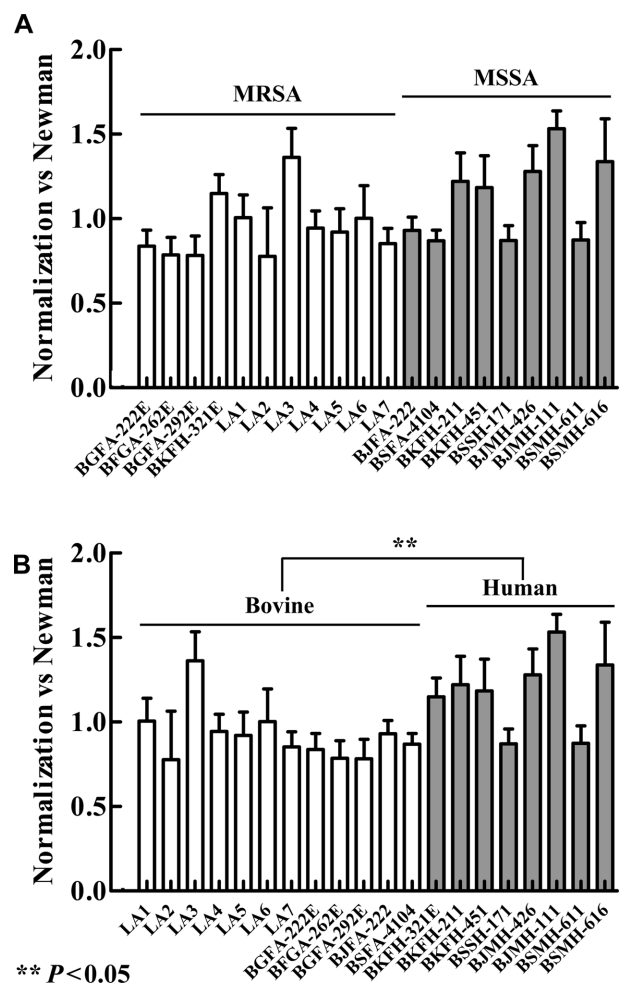 A
Normalization vs Newman
2.0
1.5
1.0
0.5
0.0
MRSA
MSSA
BGFA-222E
BFGA-262E
BGFA-292E
BKFH-321E
LA1
LA2
LA3
LA4
LA5
LA6
LA7
BJFA-222
BSFA-4104
BKFH-211
BKFH-451
BSSH-171
BJMH-426
BJMH-111
BSMH-611
BSMH-616
B
Normalization vs Newman
2.0
1.5
1.0
0.5
0.0
**
Bovine
Human
LA1
LA2
LA3
LA4
LA5
LA6
LA7
BGFA-222E
BFGA-262E
BGFA-292E
BJFA-222
BSFA-4104
BKFH-321E
BKFH-211
BKFH-451
BSSH-171
BJMH-426
BJMH-111
BSMH-611
BSMH-616
** P<0.05